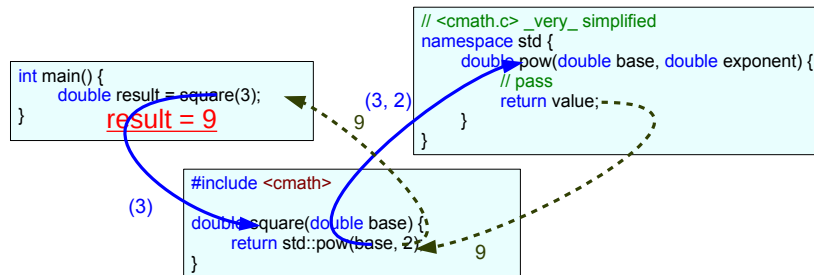 int main() {
double result = square(3);
}
result = 9
(3)
#include <cmath>
double square(double base) {
return std::pow(base, 2);
}
(3, 2)
9
// <cmath.c> _very_ simplified
namespace std {
double pow(double base, double exponent) {
// pass
return value;
}
}
9